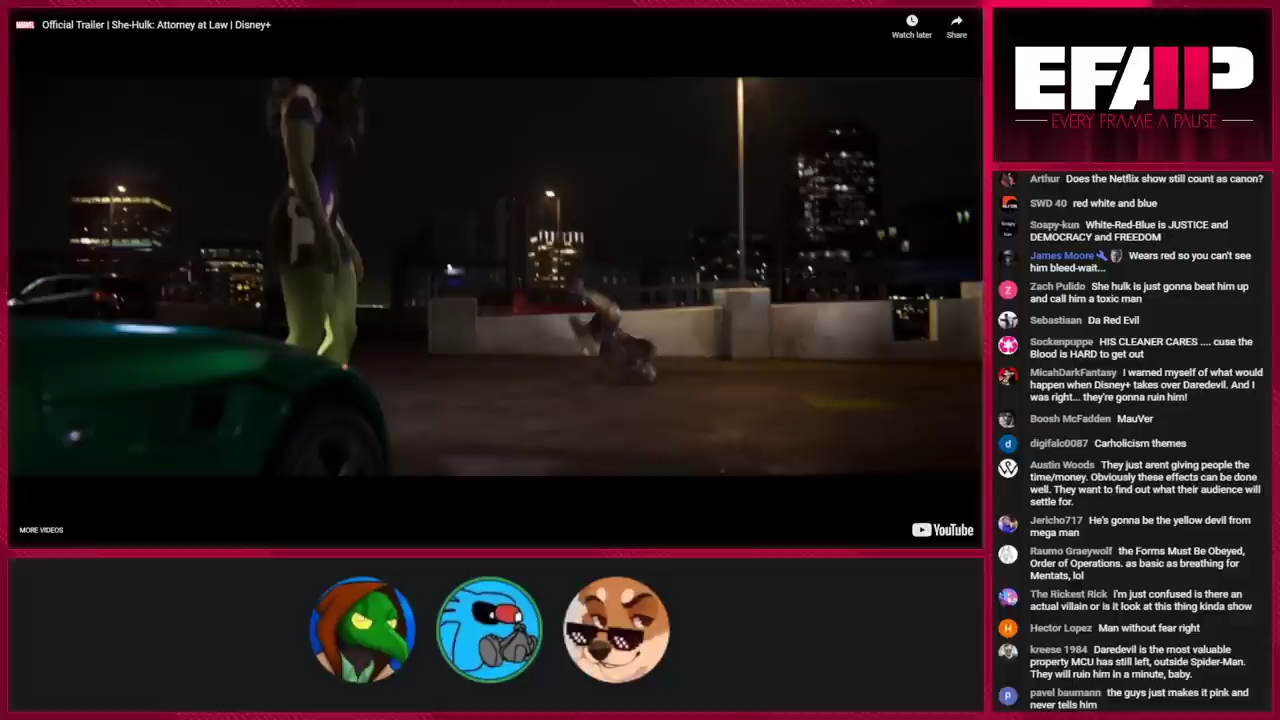 MARVEL
Official Trailer | She-Hulk: Attorney at Law | Disney+
Watch later
Share
MORE VIDEOS
YouTube
EFAP
EVERY FRAME A PAUSE
Arthur Does the Netflix show still count as canon?
SWD 40 red white and blue
Soapy-kun White-Red-Blue is JUSTICE and
DEMOCRACY and FREEDOM
James Moore Wears red so you can't see
him bleed-wait...
Zach Pulido She hulk is just gonna beat him up
and call him a toxic man
Sebastiaan Da Red Evil
Sockenpuppe HIS CLEANER CARES .... cuse the
Blood is HARD to get out
MicahDarkFantasy I warned myself of what would
happen when Disney+ takes over Daredevil. And I
was right... they're gonna ruin him!
Boosh McFadden MauVer
digifalc0087 Carholicism themes
Austin Woods They just arent giving people the
time/money. Obviously these effects can be done
well. They want to find out what their audience will
settle for.
Jericho717 He's gonna be the yellow devil from
mega man
Raumo Graeywolf the Forms Must Be Obeyed,
Order of Operations. as basic as breathing for
Mentats, lol
The Rickest Rick i'm just confused is there an
actual villain or is it look at this thing kinda show
Hector Lopez Man without fear right
kreese 1984 Daredevil is the most valuable
property MCU has still left, outside Spider-Man.
They will ruin him in a minute, baby.
pavel baumann the guys just makes it pink and
never tells him